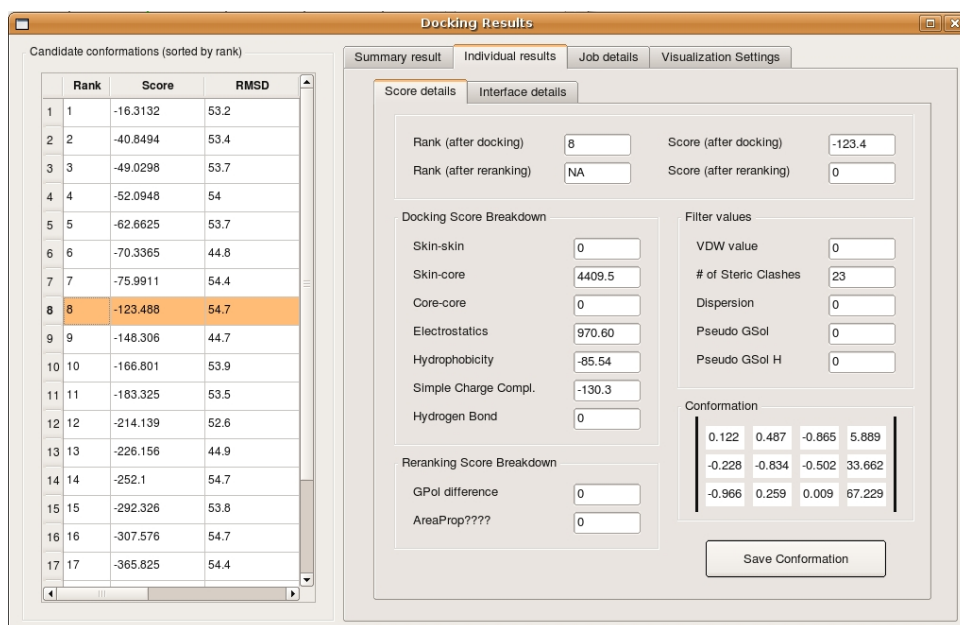 Docking Results
Candidate conformations (sorted by rank)
Rank Score RMSD
1 1 -16.3132 53.2
2 2 -40.8494 53.4
3 3 -49.0298 53.7
4 4 -52.0948 54
5 5 -62.6625 53.7
6 6 -70.3365 44.8
7 7 -75.9911 54.4
8 8 -123.488 54.7
9 9 -148.306 44.7
10 10 -166.801 53.9
11 11 -183.325 53.5
12 12 -214.139 52.6
13 13 -226.156 44.9
14 14 -252.1 54.7
15 15 -292.326 53.8
16 16 -307.576 54.7
17 17 -365.825 54.4
Summary result Individual results Job details Visualization Settings
Score details Interface details
Rank (after docking) 8 Score (after docking) -123.4
Rank (after reranking) NA Score (after reranking) 0
Docking Score Breakdown
Skin-skin 0
Skin-core 4409.5
Core-core 0
Electrostatics 970.60
Hydrophobicity -85.54
Simple Charge Compl. -130.3
Hydrogen Bond 0
Reranking Score Breakdown
GPol difference 0
AreaProp???? 0
Filter values
VDW value 0
# of Steric Clashes 23
Dispersion 0
Pseudo GSol 0
Pseudo GSol H 0
Conformation
0.122 0.487 -0.865 5.889
-0.228 -0.834 -0.502 33.662
-0.966 0.259 0.009 67.229
Save Conformation